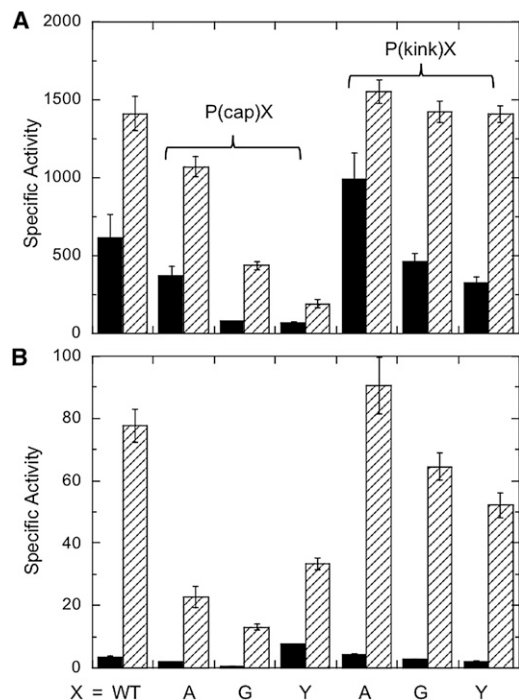 A
2000
1500
1000
500
0
Specific Activity
P(cap)X
P(kink)X
B
100
80
60
40
20
0
Specific Activity
X = WT A G Y A G Y